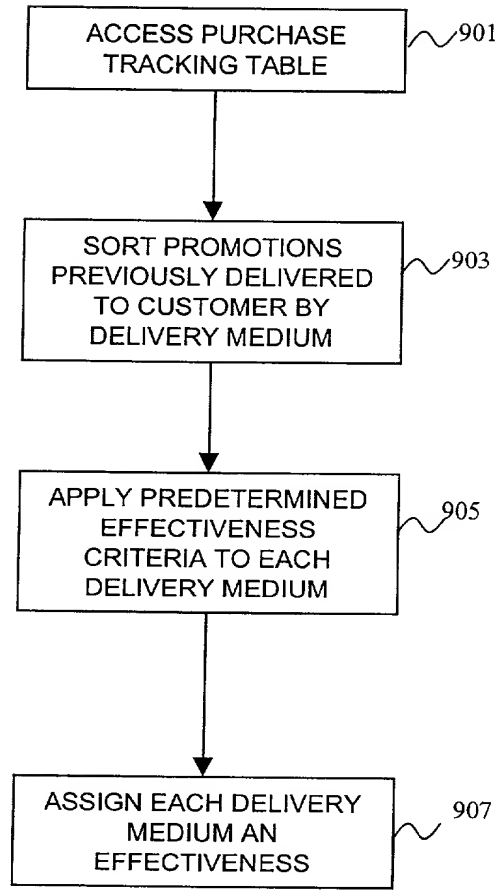 ACCESS PURCHASE
TRACKING TABLE
901
SORT PROMOTIONS
PREVIOUSLY DELIVERED
TO CUSTOMER BY
DELIVERY MEDIUM
903
APPLY PREDETERMINED
EFFECTIVENESS
CRITERIA TO EACH
DELIVERY MEDIUM
905
ASSIGN EACH DELIVERY
MEDIUM AN
EFFECTIVENESS
907